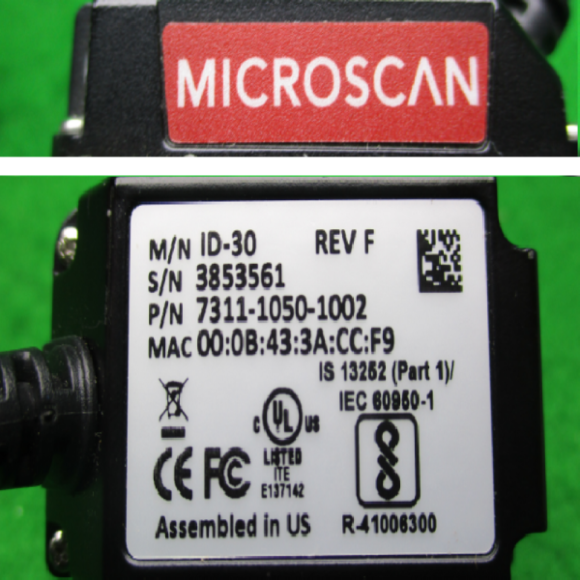 MICROSCAN
M/N ID-30 REV F
S/N 3853561
P/N 7311-1050-1002
MAC 00:0B:43:3A:CC:F9
IS 13252 (Part 1)/
IEC 60950-1
C UL US
LISTED
ITE
E137142
CE FC
Assembled in US R-41006300